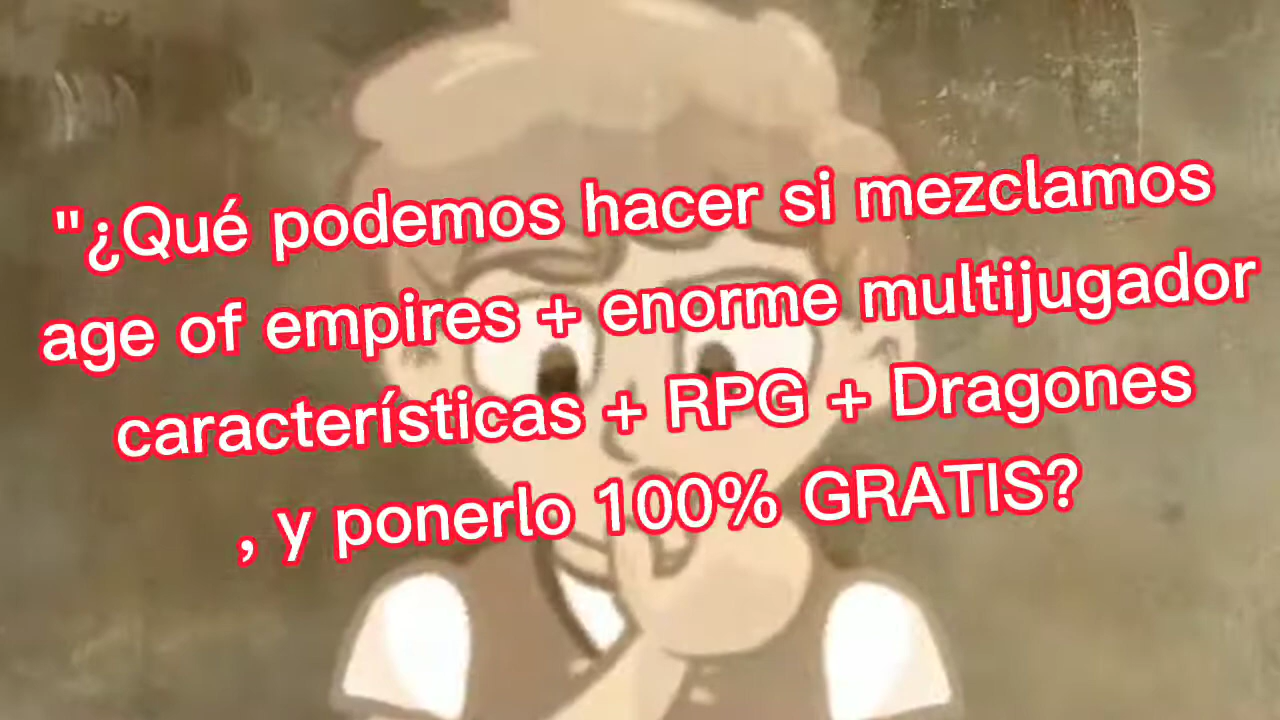 "¿Qué podemos hacer si mezclamos
age of empires + enorme multijugador
características + RPG + Dragones
, y ponerlo 100% GRATIS?